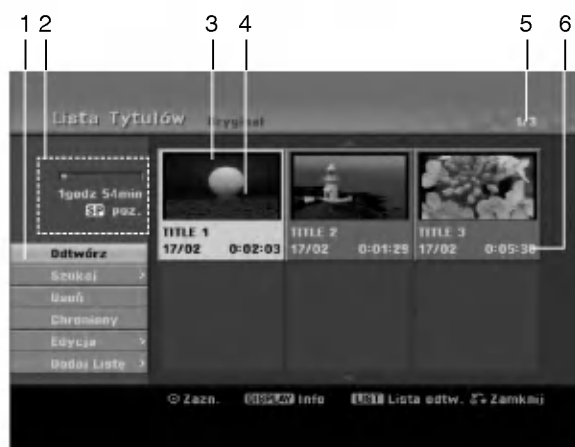 1 2 3 4 5 6
Lista Tytułów Oryginał 1/3
1godz 54min
SP poz.
TITLE 1
17/02 0:02:03
TITLE 2
17/02 0:01:29
TITLE 3
17/02 0:05:38
Odtwórz
Szukaj >
Usuń
Chroniony
Edycja >
Dodaj Listę >
Zazn. DISPLAY Info LIST Lista odtw. Zamknij